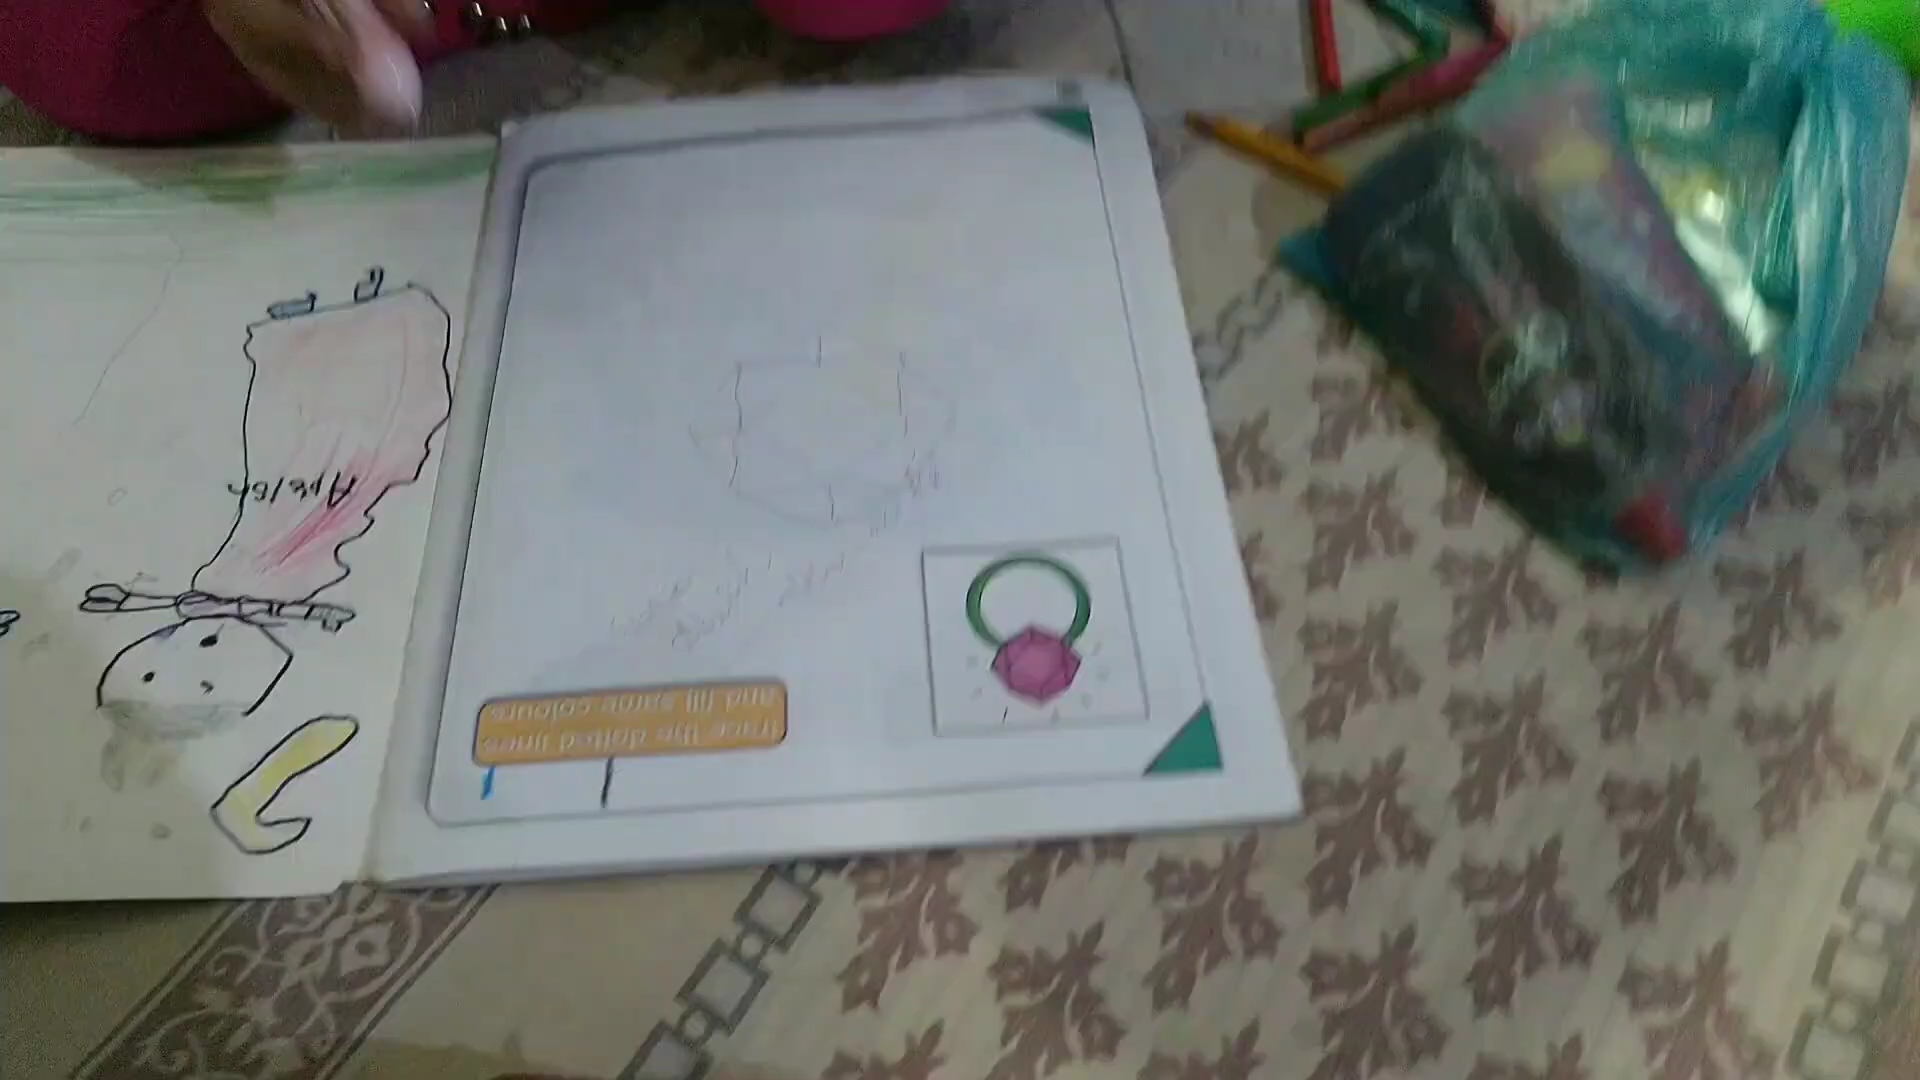 trace the dotted lines
and fill same colours